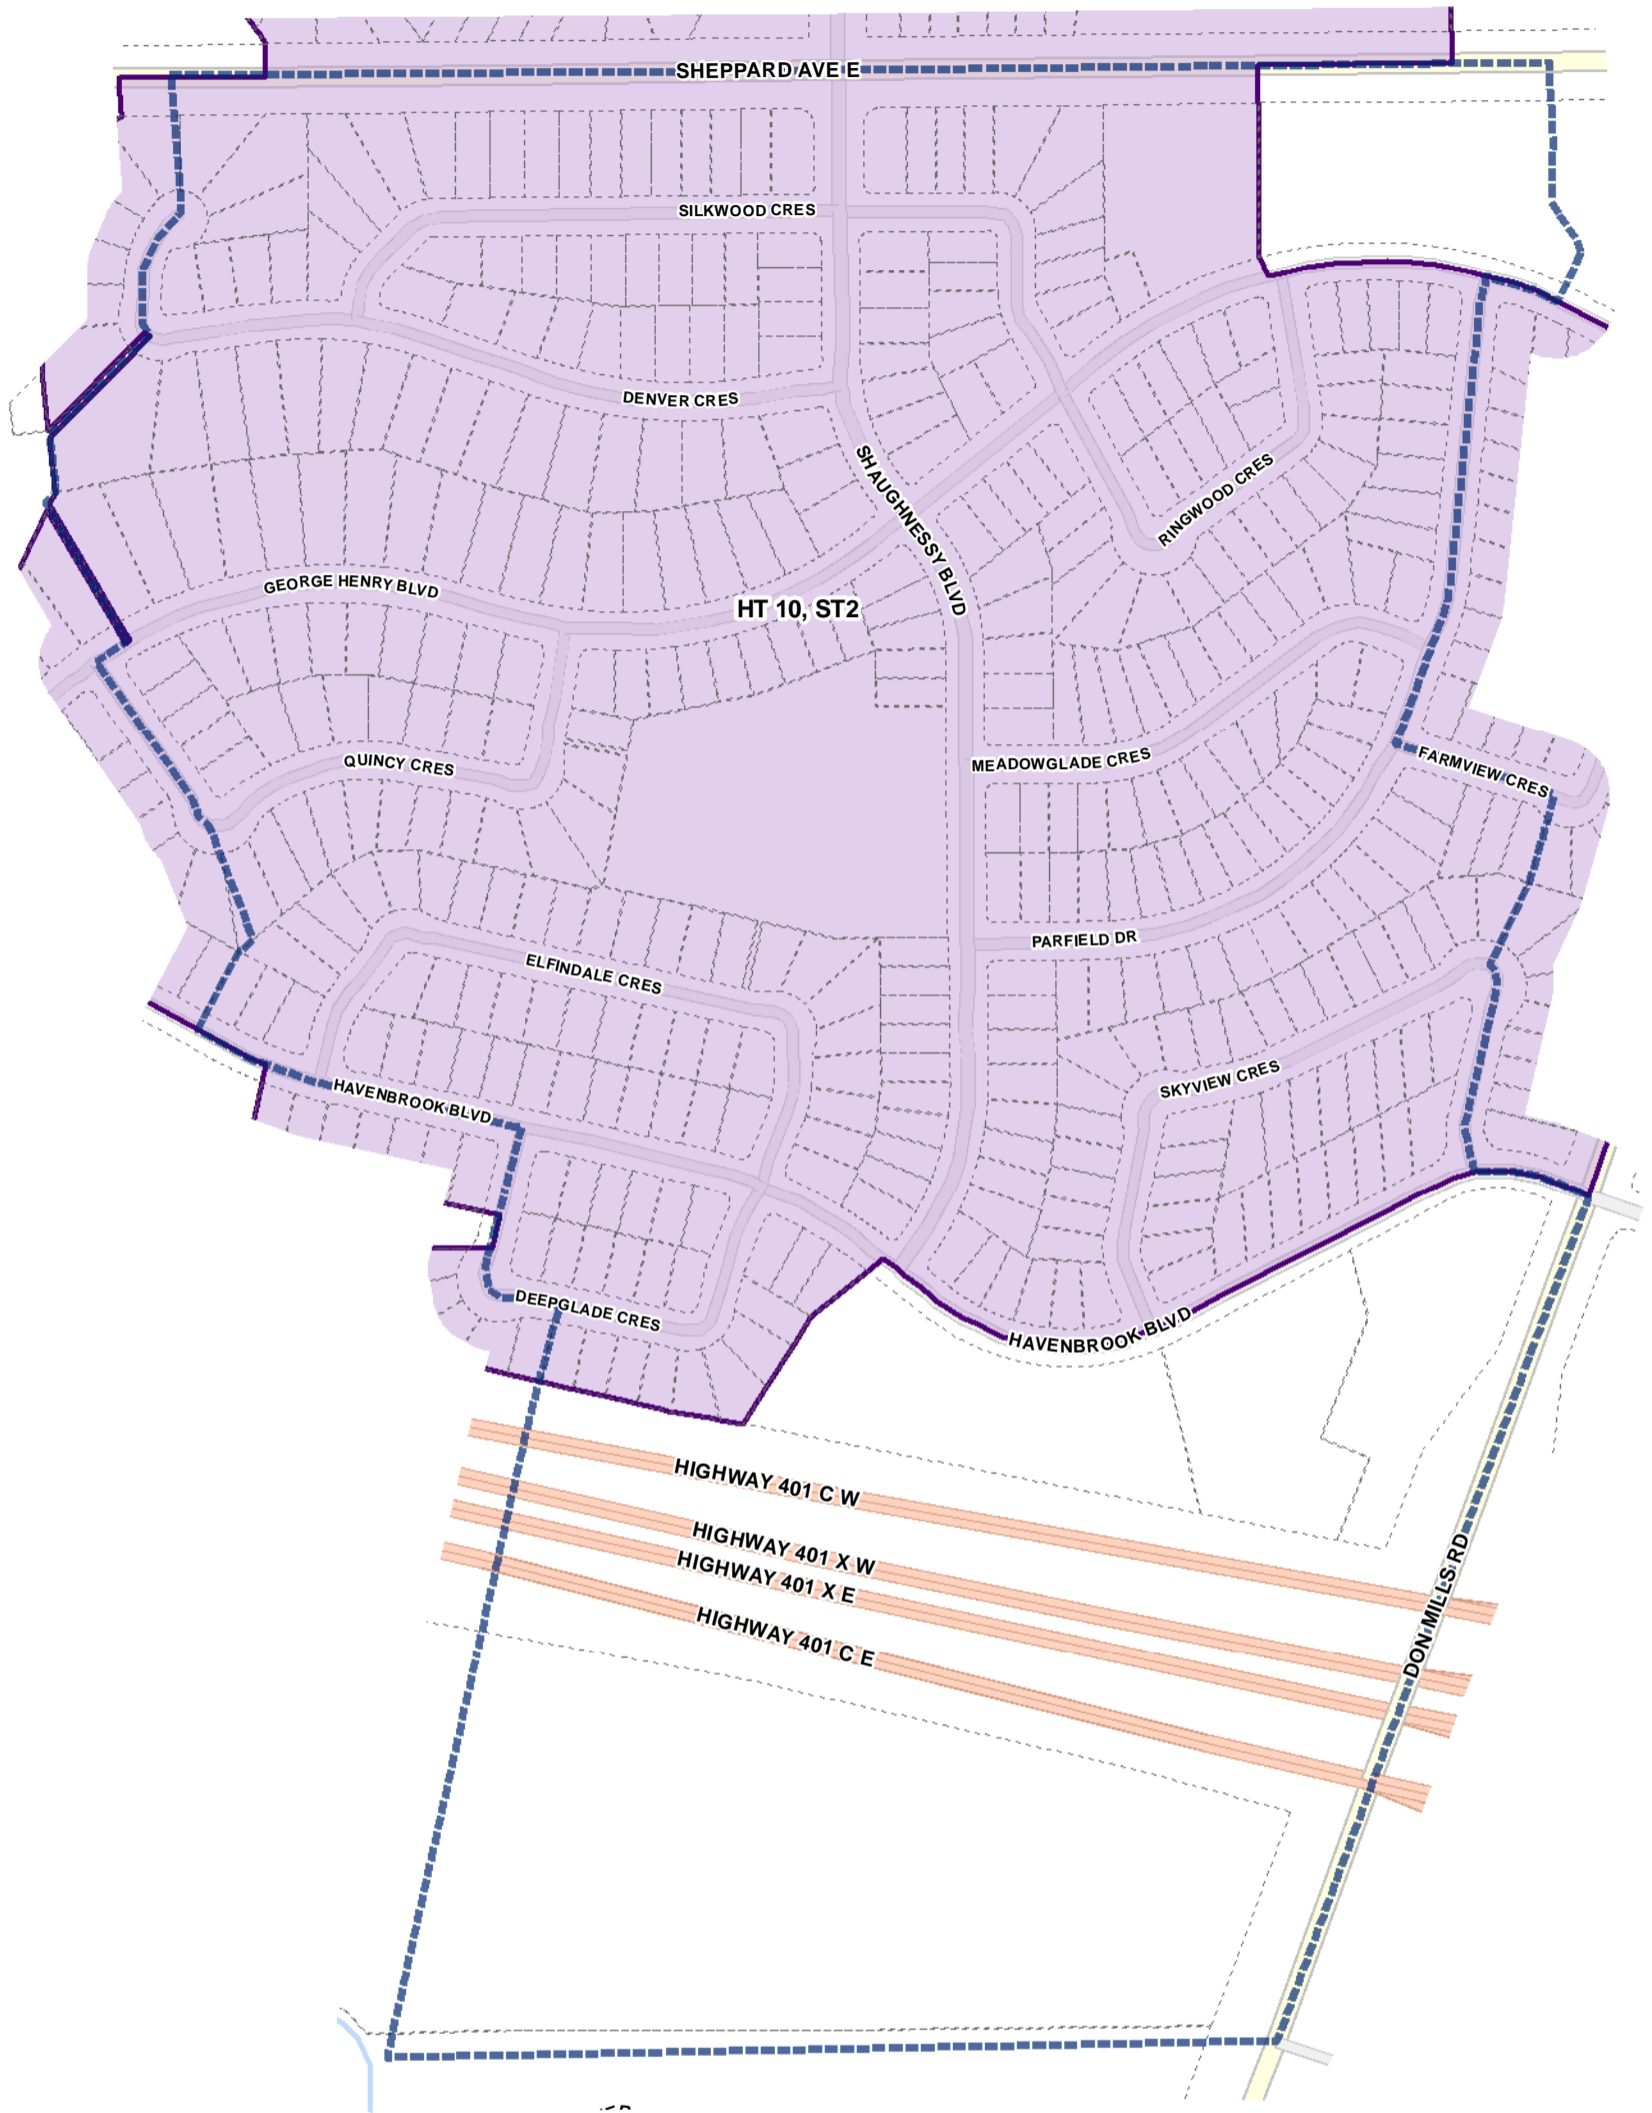 SHEPPARD AVE E
SILKWOOD CRES
DENVER CRES
SHAUGHNESSY BLVD
RINGWOOD CRES
GEORGE HENRY BLVD
HT 10, ST2
QUINCY CRES
MEADOWGLADE CRES
FARMVIEW CRES
PARFIELD DR
ELFINDALE CRES
SKYVIEW CRES
HAVENBROOK BLVD
DEEPGLADE CRES
HAVENBROOK BLVD
HIGHWAY 401 C W
HIGHWAY 401 X W
HIGHWAY 401 X E
HIGHWAY 401 C E
DON MILLS RD